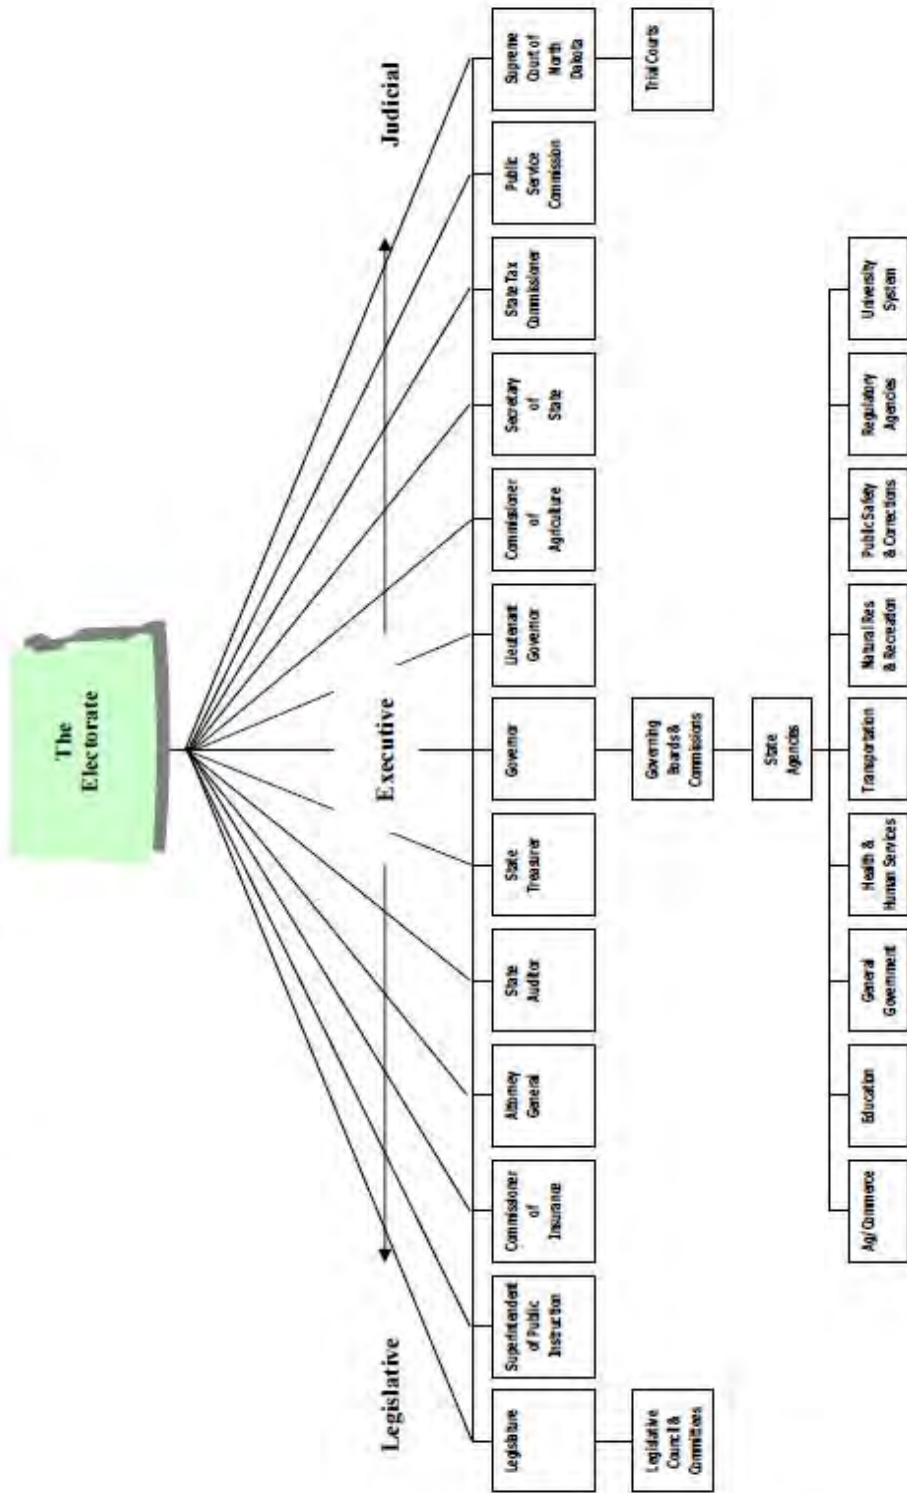 The
Electorate
Legislative
Executive
Judicial
Legislature
Superintendent
of Public
Instruction
Commissioner
of
Insurance
Attorney
General
State
Auditor
State
Treasurer
Governor
Lieutenant
Governor
Commissioner
of
Agriculture
Secretary
of
State
State Tax
Commissioner
Public
Service
Commission
Supreme
Court of
North
Dakota
Legislative
Council &
Committees
Governing
Boards &
Commissions
Trial Courts
State
Agencies
Ag/Commerce
Education
General
Government
Health &
Human Services
Transportation
Natural Res
& Recreation
Public Safety
& Corrections
Regulatory
Agencies
University
System